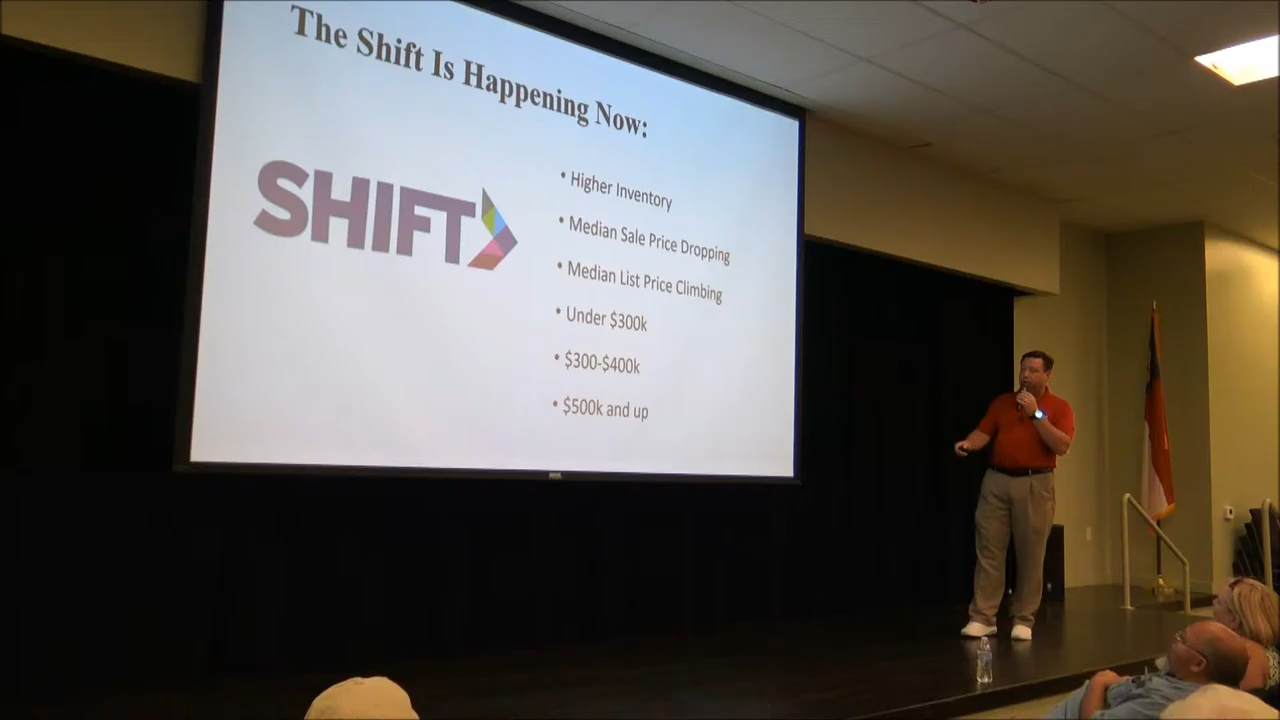 The Shift Is Happening Now:
SHIFT
• Higher Inventory
• Median Sale Price Dropping
• Median List Price Climbing
• Under $300k
• $300-$400k
• $500k and up